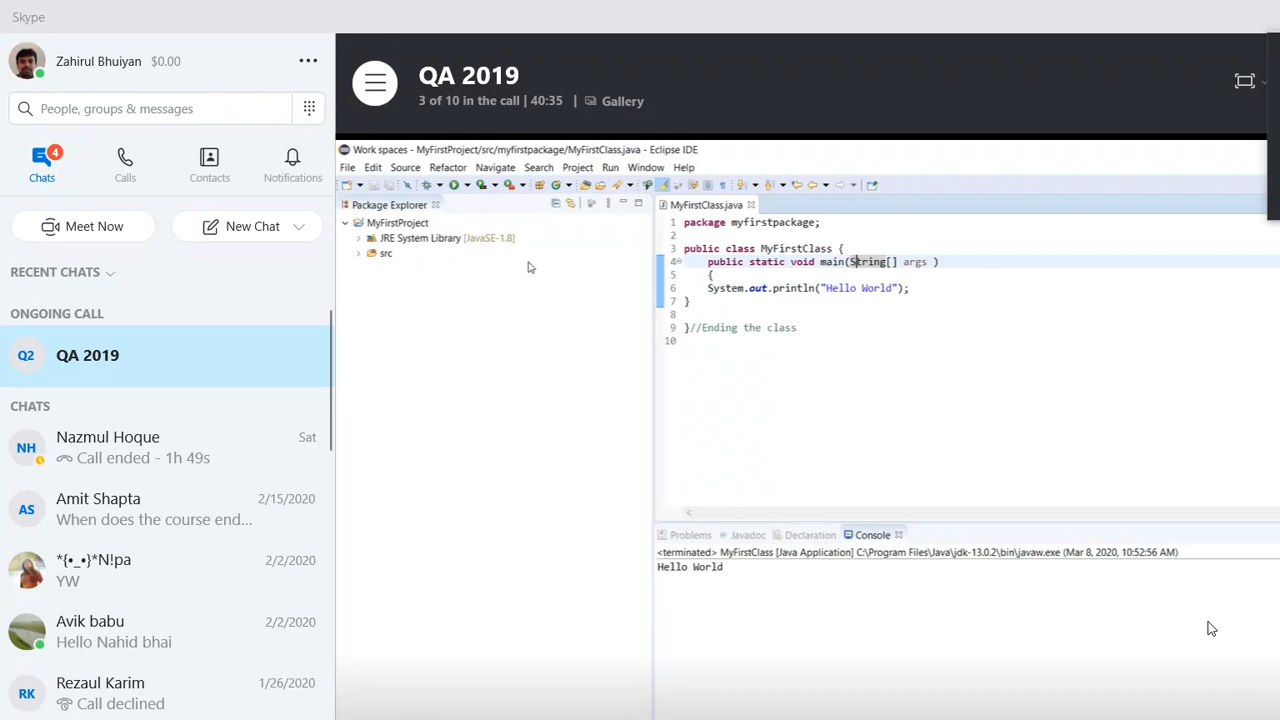 Skype
Zahirul Bhuiyan $0.00
People, groups & messages
4
Chats Calls Contacts Notifications
Meet Now New Chat
RECENT CHATS
ONGOING CALL
Q2 QA 2019
CHATS
Nazmul Hoque Sat
NH
Call ended - 1h 49s
Amit Shapta 2/15/2020
AS
When does the course end...
*{•_•}*N!pa 2/2/2020
YW
Avik babu 2/2/2020
Hello Nahid bhai
Rezaul Karim 1/26/2020
RK
Call declined
QA 2019
3 of 10 in the call | 40:35 | Gallery
Work spaces - MyFirstProject/src/myfirstpackage/MyFirstClass.java - Eclipse IDE
File Edit Source Refactor Navigate Search Project Run Window Help
Package Explorer
MyFirstProject
JRE System Library [JavaSE-1.8]
src
MyFirstClass.java
1 package myfirstpackage;
2
3 public class MyFirstClass {
4 public static void main(String[] args )
5 {
6 System.out.println("Hello World");
7 }
8
9 }//Ending the class
10
Problems Javadoc Declaration Console
<terminated> MyFirstClass [Java Application] C:\Program Files\Java\jdk-13.0.2\bin\javaw.exe (Mar 8, 2020, 10:52:56 AM)
Hello World